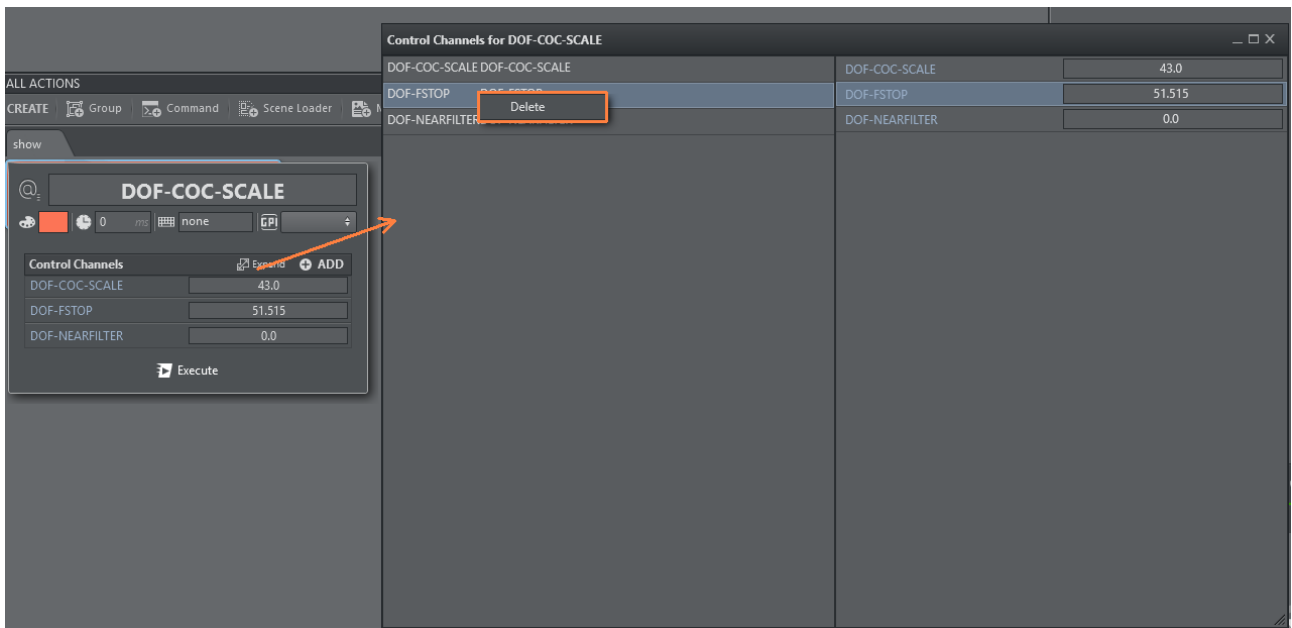 Control Channels for DOF-COC-SCALE
DOF-COC-SCALE DOF-COC-SCALE
DOF-COC-SCALE 43.0
DOF-FSTOP
DOF-FSTOP 51.515
Delete
DOF-NEARFILTER
DOF-NEARFILTER 0.0
ALL ACTIONS
CREATE Group Command Scene Loader
show
@ DOF-COC-SCALE
0 ms none GPI
Control Channels Expand ADD
DOF-COC-SCALE 43.0
DOF-FSTOP 51.515
DOF-NEARFILTER 0.0
Execute